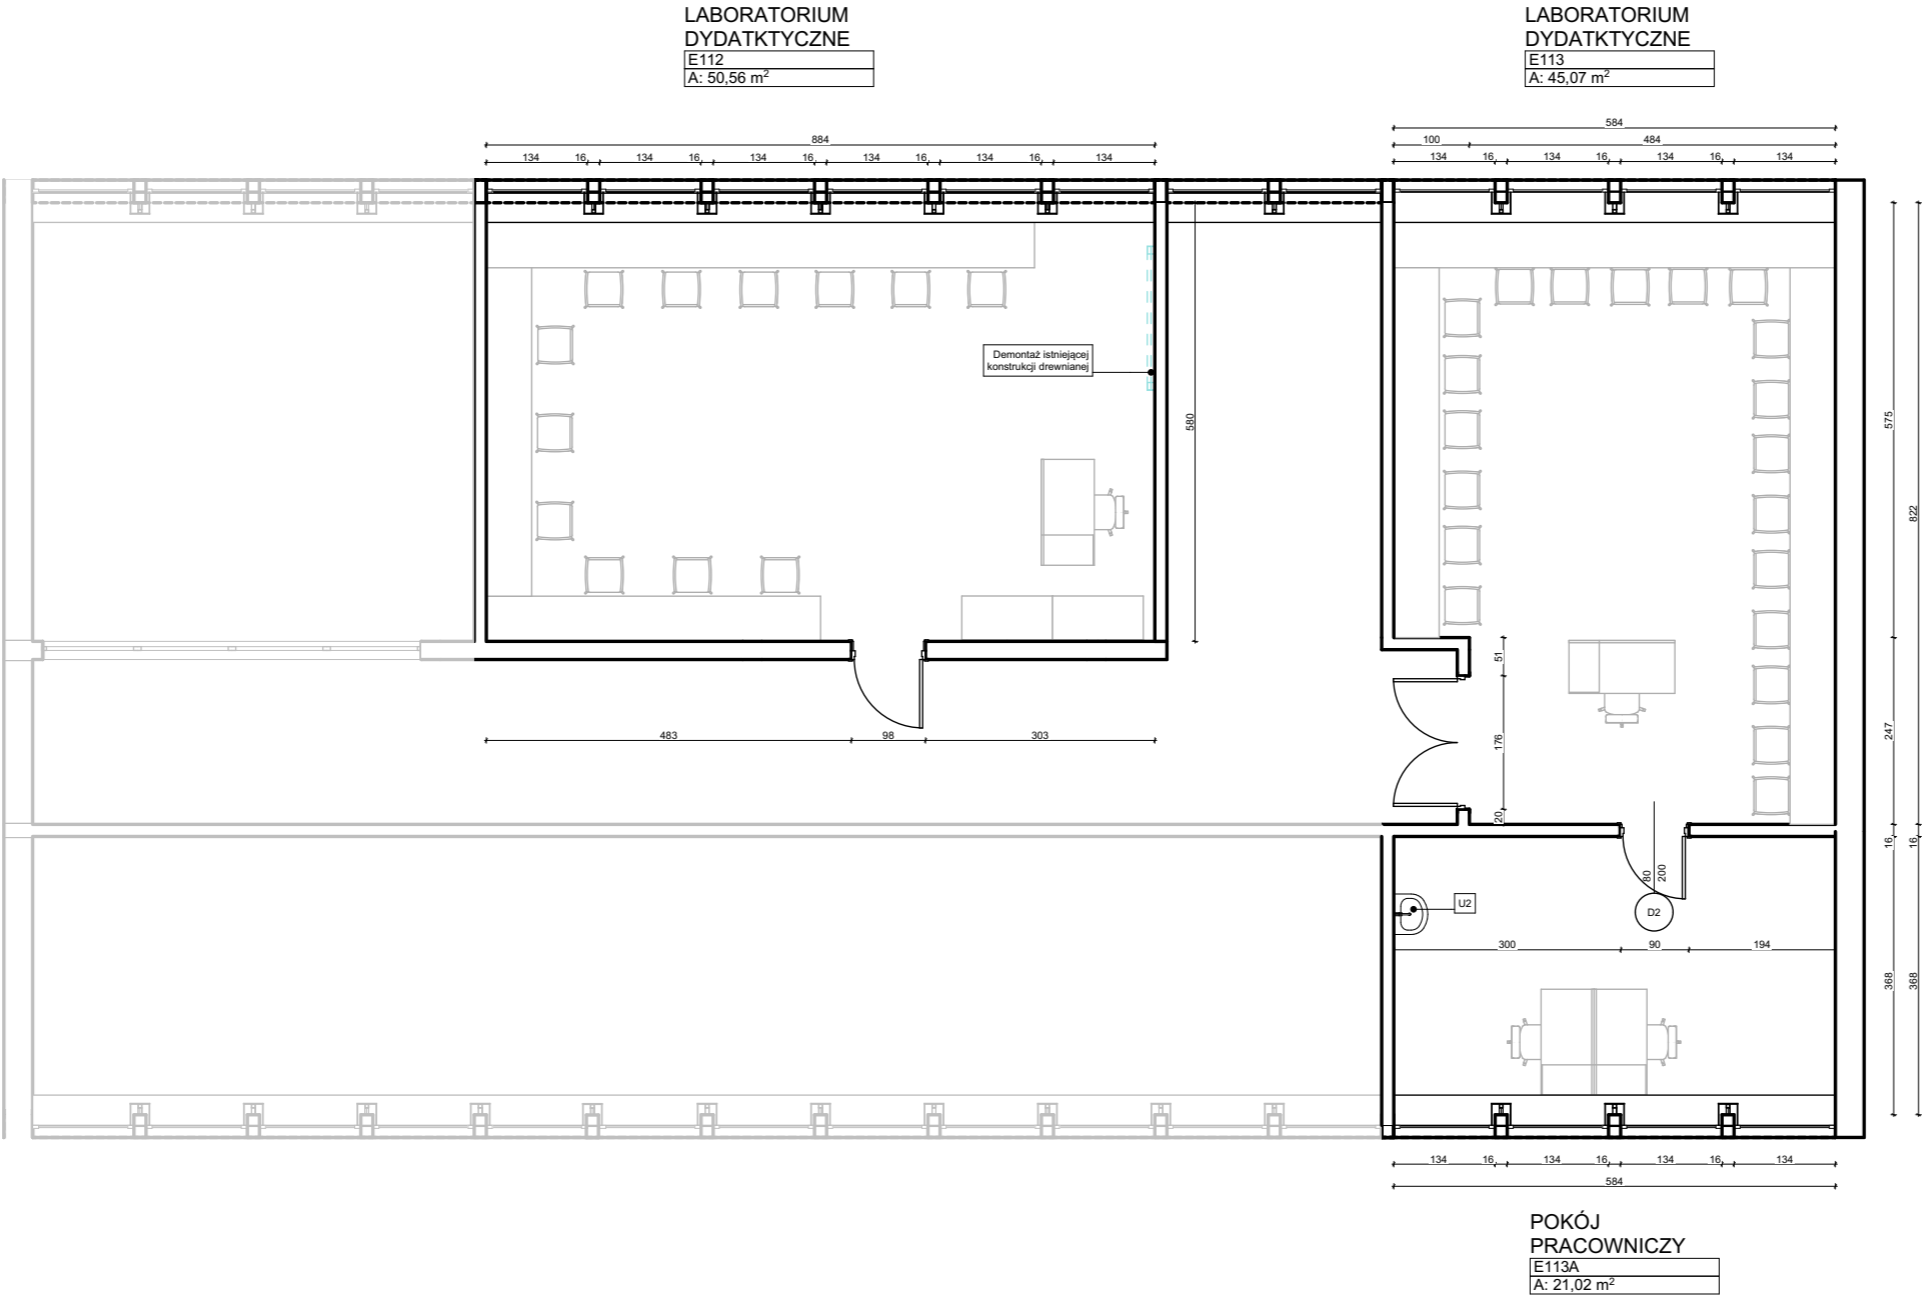 LABORATORIUM
DYDATKTYCZNE
E112
A: 50,56 m²
LABORATORIUM
DYDATKTYCZNE
E113
A: 45,07 m²
884
134 16 134 16 134 16 134 16 134 16 134
584
100 484
134 16 134 16 134 16 134
Demontaż istniejącej
konstrukcji drewnianej
580
575
822
51
176
20
247
483 98 303
16
16
80
200
U2
D2
300 90 194
368
368
134 16 134 16 134 16 134
584
POKÓJ
PRACOWNICZY
E113A
A: 21,02 m²